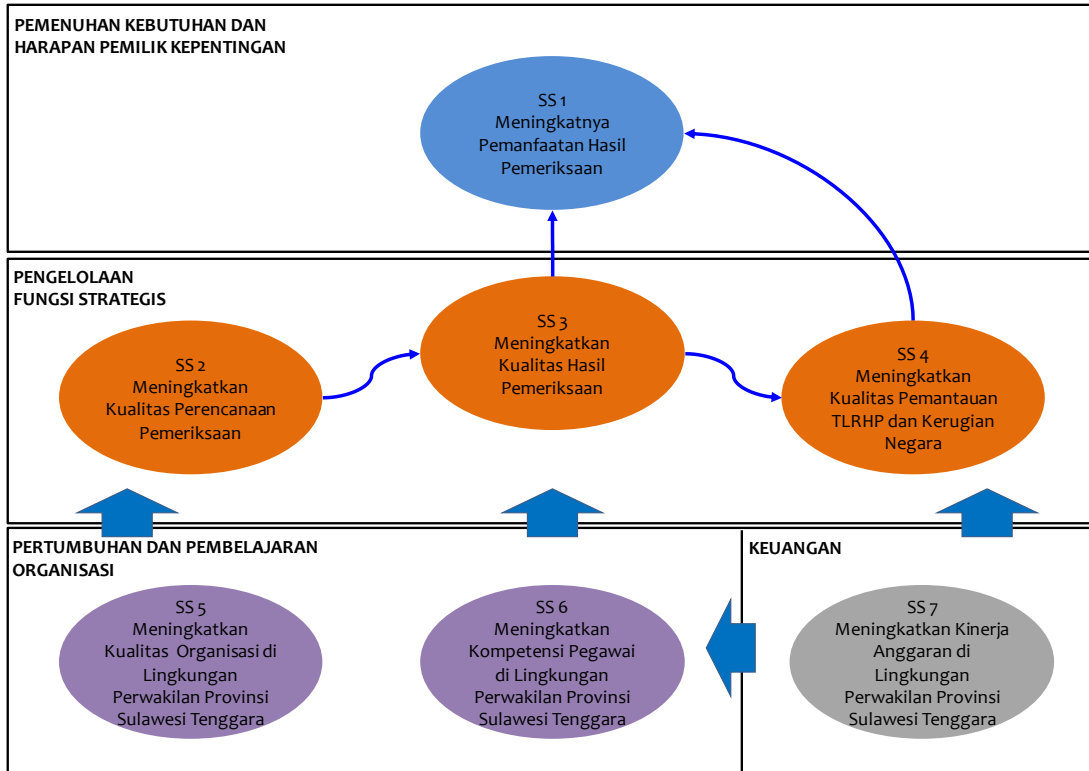 PEMENUHAN KEBUTUHAN DAN
HARAPAN PEMILIK KEPENTINGAN
SS 1
Meningkatnya
Pemanfaatan Hasil
Pemeriksaan
PENGELOLAAN
FUNGSI STRATEGIS
SS 2
Meningkatkan
Kualitas Perencanaan
Pemeriksaan
SS 3
Meningkatkan
Kualitas Hasil
Pemeriksaan
SS 4
Meningkatkan
Kualitas Pemantauan
TLRHP dan Kerugian
Negara
PERTUMBUHAN DAN PEMBELAJARAN
ORGANISASI
SS 5
Meningkatkan
Kualitas Organisasi di
Lingkungan
Perwakilan Provinsi
Sulawesi Tenggara
SS 6
Meningkatkan
Kompetensi Pegawai
di Lingkungan
Perwakilan Provinsi
Sulawesi Tenggara
KEUANGAN
SS 7
Meningkatkan Kinerja
Anggaran di
Lingkungan
Perwakilan Provinsi
Sulawesi Tenggara